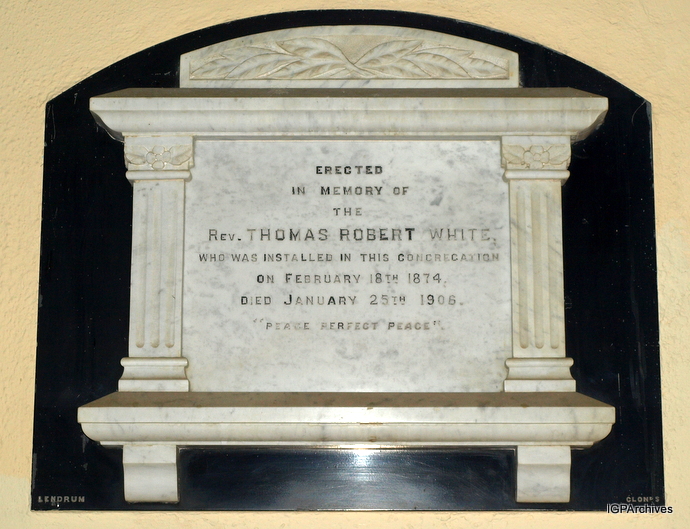 ERECTED
IN MEMORY OF
THE
REV. THOMAS ROBERT WHITE,
WHO WAS INSTALLED IN THIS CONGREGATION
ON FEBRUARY 18TH 1874.
DIED JANUARY 25TH 1906.
"PEACE PERFECT PEACE".
LENDRUM
CLONES
IGPArchives